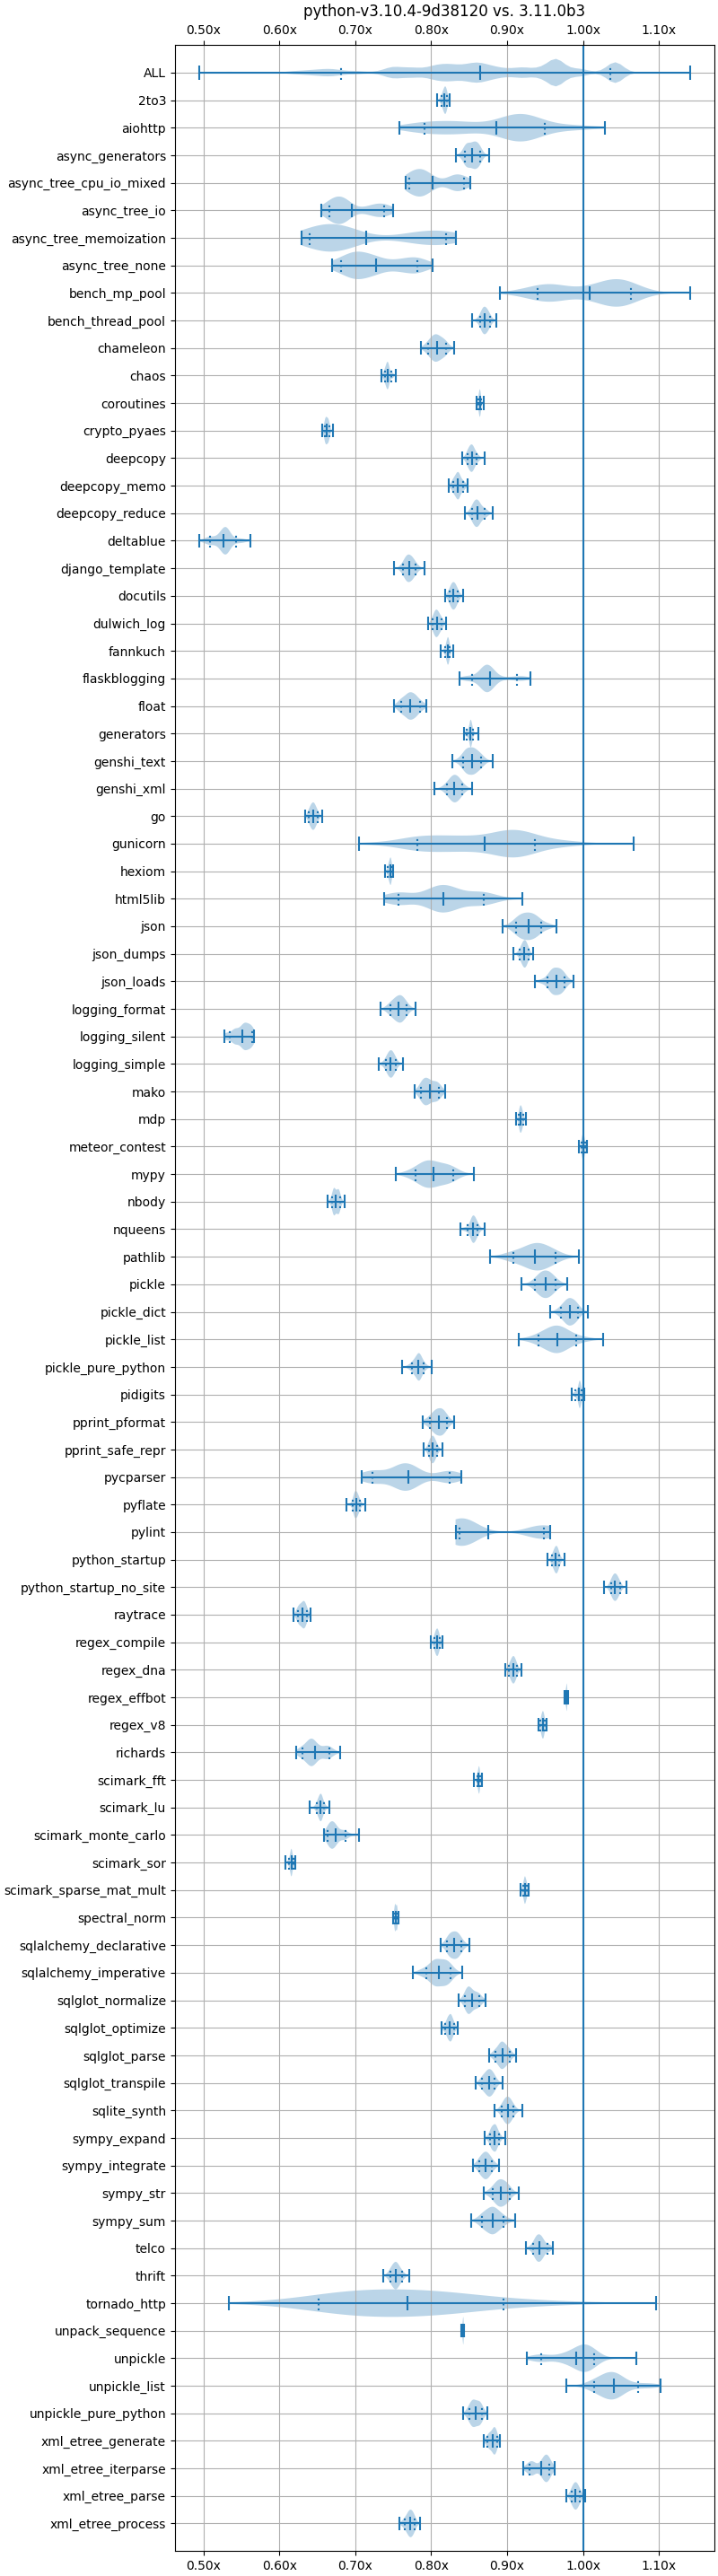 python-v3.10.4-9d38120 vs. 3.11.0b3
0.50x 0.60x 0.70x 0.80x 0.90x 1.00x 1.10x
ALL
2to3
aiohttp
async_generators
async_tree_cpu_io_mixed
async_tree_io
async_tree_memoization
async_tree_none
bench_mp_pool
bench_thread_pool
chameleon
chaos
coroutines
crypto_pyaes
deepcopy
deepcopy_memo
deepcopy_reduce
deltablue
django_template
docutils
dulwich_log
fannkuch
flaskblogging
float
generators
genshi_text
genshi_xml
go
gunicorn
hexiom
html5lib
json
json_dumps
json_loads
logging_format
logging_silent
logging_simple
mako
mdp
meteor_contest
mypy
nbody
nqueens
pathlib
pickle
pickle_dict
pickle_list
pickle_pure_python
pidigits
pprint_pformat
pprint_safe_repr
pycparser
pyflate
pylint
python_startup
python_startup_no_site
raytrace
regex_compile
regex_dna
regex_effbot
regex_v8
richards
scimark_fft
scimark_lu
scimark_monte_carlo
scimark_sor
scimark_sparse_mat_mult
spectral_norm
sqlalchemy_declarative
sqlalchemy_imperative
sqlglot_normalize
sqlglot_optimize
sqlglot_parse
sqlglot_transpile
sqlite_synth
sympy_expand
sympy_integrate
sympy_str
sympy_sum
telco
thrift
tornado_http
unpack_sequence
unpickle
unpickle_list
unpickle_pure_python
xml_etree_generate
xml_etree_iterparse
xml_etree_parse
xml_etree_process
0.50x 0.60x 0.70x 0.80x 0.90x 1.00x 1.10x